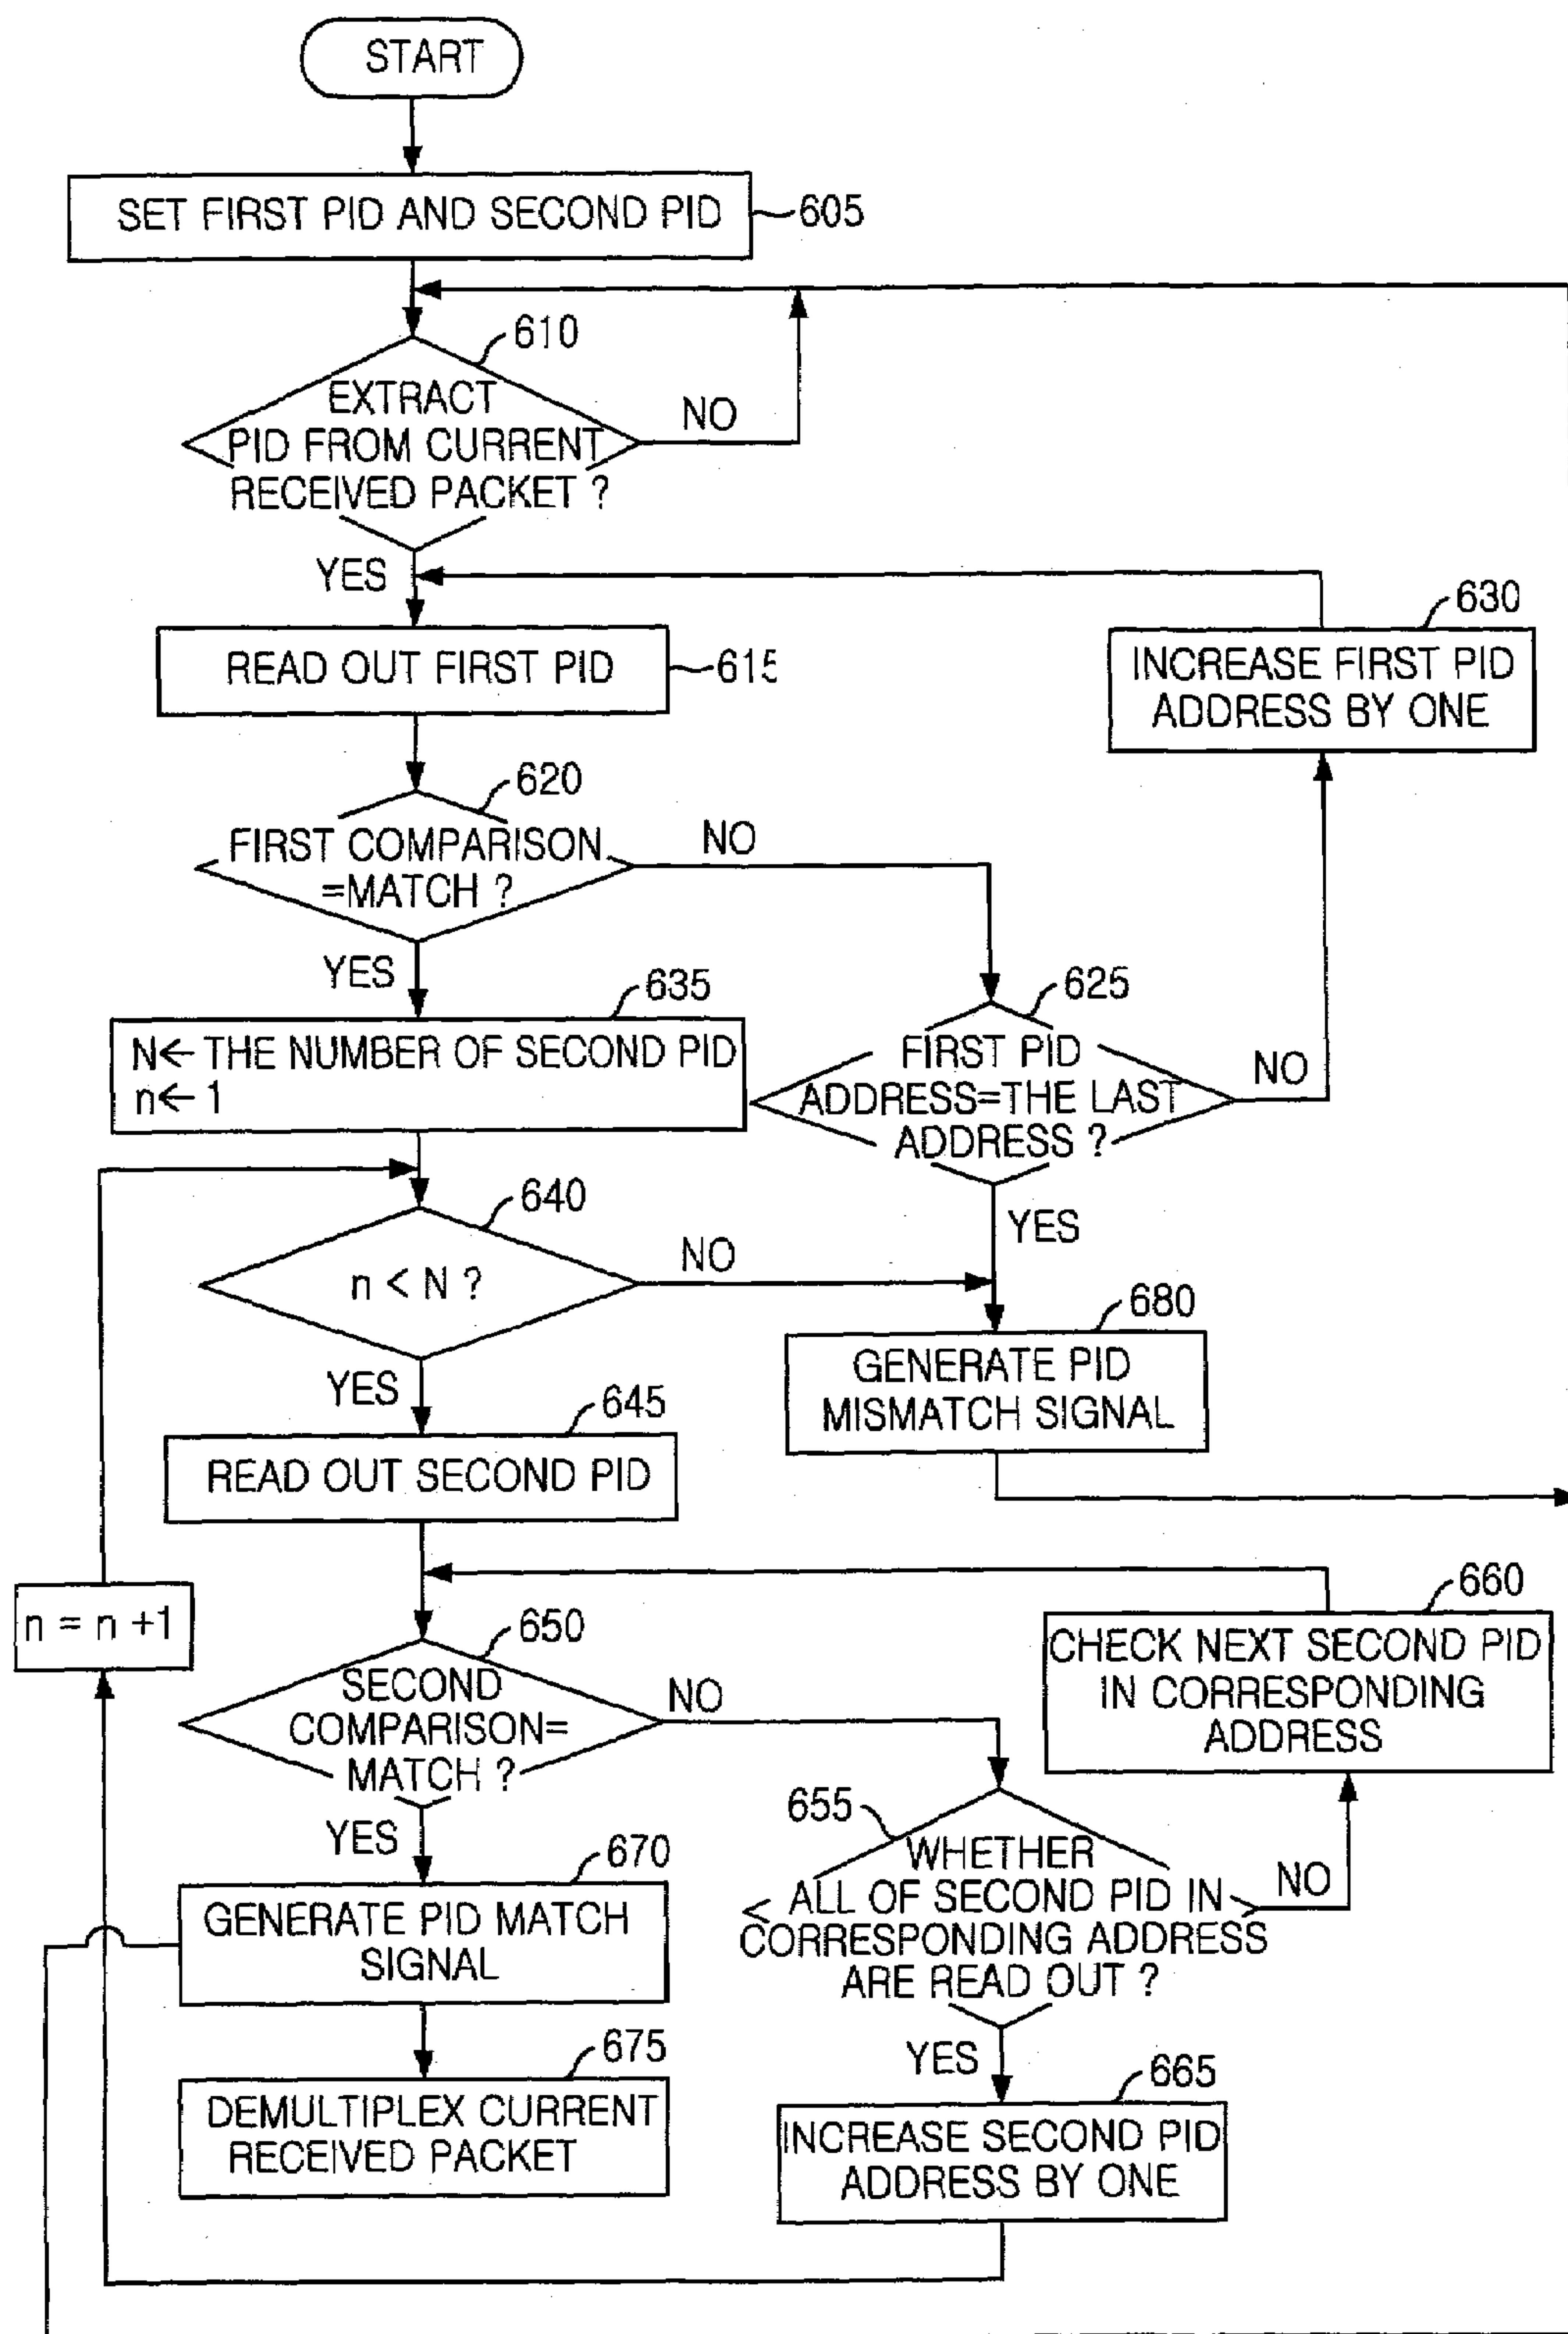 START
SET FIRST PID AND SECOND PID
605
610
EXTRACT
PID FROM CURRENT
RECEIVED PACKET ?
NO
YES
630
READ OUT FIRST PID
615
INCREASE FIRST PID
ADDRESS BY ONE
620
FIRST COMPARISON
=MATCH ?
NO
YES
635
625
N← THE NUMBER OF SECOND PID
n← 1
FIRST PID
ADDRESS=THE LAST
ADDRESS ?
NO
YES
640
n < N ?
NO
YES
680
GENERATE PID
MISMATCH SIGNAL
645
READ OUT SECOND PID
n = n +1
660
CHECK NEXT SECOND PID
IN CORRESPONDING
ADDRESS
650
SECOND
COMPARISON=
MATCH ?
NO
YES
655
WHETHER
ALL OF SECOND PID IN
CORRESPONDING ADDRESS
ARE READ OUT ?
NO
YES
670
GENERATE PID MATCH
SIGNAL
675
DEMULTIPLEX CURRENT
RECEIVED PACKET
665
INCREASE SECOND PID
ADDRESS BY ONE